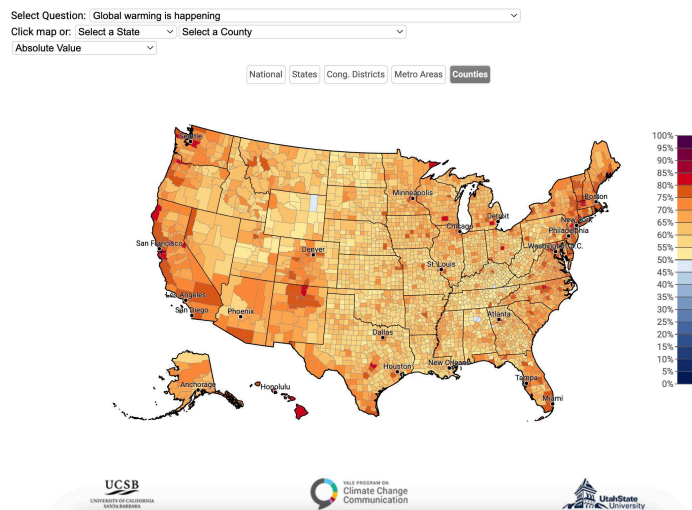 Select Question: Global warming is happening
Click map or: Select a State Select a County
Absolute Value
National States Cong. Districts Metro Areas Counties
Seattle
Minneapolis
Boston
Detroit
New York
Chicago
Philadelphia
San Francisco
Denver
Washington D.C.
St. Louis
Los Angeles
San Diego
Phoenix
Atlanta
Dallas
Houston
New Orleans
Tampa
Anchorage
Honolulu
Miami
100%
95%
90%
85%
80%
75%
70%
65%
60%
55%
50%
45%
40%
35%
30%
25%
20%
15%
10%
5%
0%
UCSB
UNIVERSITY OF CALIFORNIA
SANTA BARBARA
YALE PROGRAM ON
Climate Change
Communication
UtahState
University